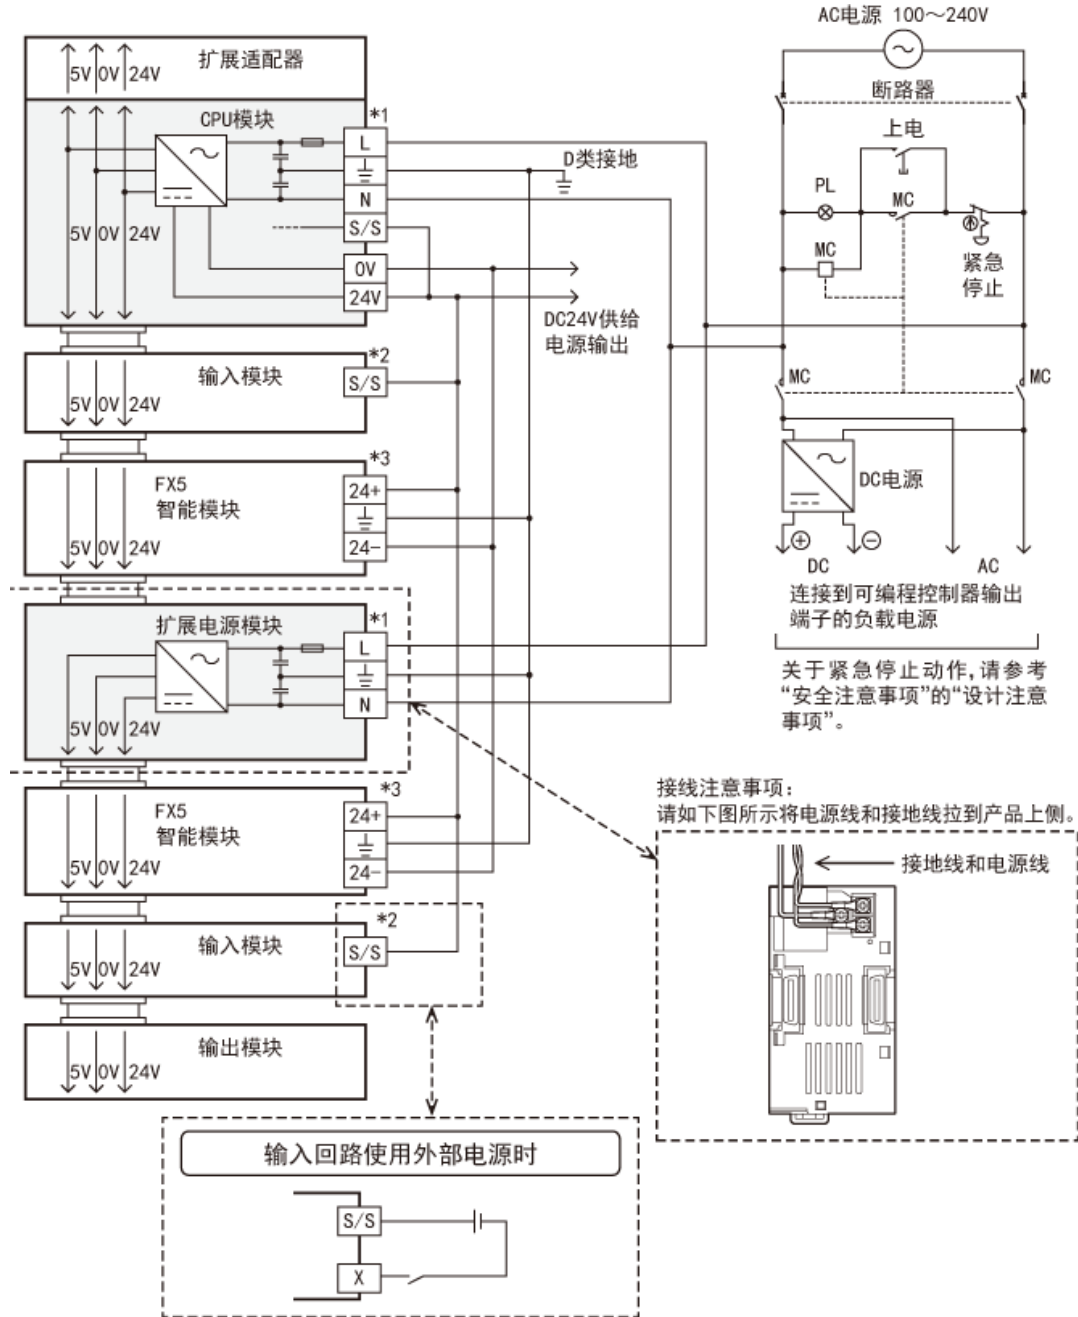 AC电源 100～240V
断路器
上电
PL
MC
MC
紧急
停止
MC
MC
DC电源
⊕
⊖
DC
AC
连接到可编程控制器输出
端子的负载电源
关于紧急停止动作,请参考
“安全注意事项”的“设计注意
事项”。
扩展适配器
5V 0V 24V
CPU模块
*1
L
N
S/S
0V
24V
5V 0V 24V
D类接地
DC24V供给
电源输出
输入模块
*2
S/S
5V 0V 24V
FX5
智能模块
*3
24+
24-
5V 0V 24V
扩展电源模块
*1
L
N
5V 0V 24V
FX5
智能模块
*3
24+
24-
5V 0V 24V
输入模块
*2
S/S
5V 0V 24V
输出模块
5V 0V 24V
接线注意事项:
请如下图所示将电源线和接地线拉到产品上侧。
接地线和电源线
输入回路使用外部电源时
S/S
X